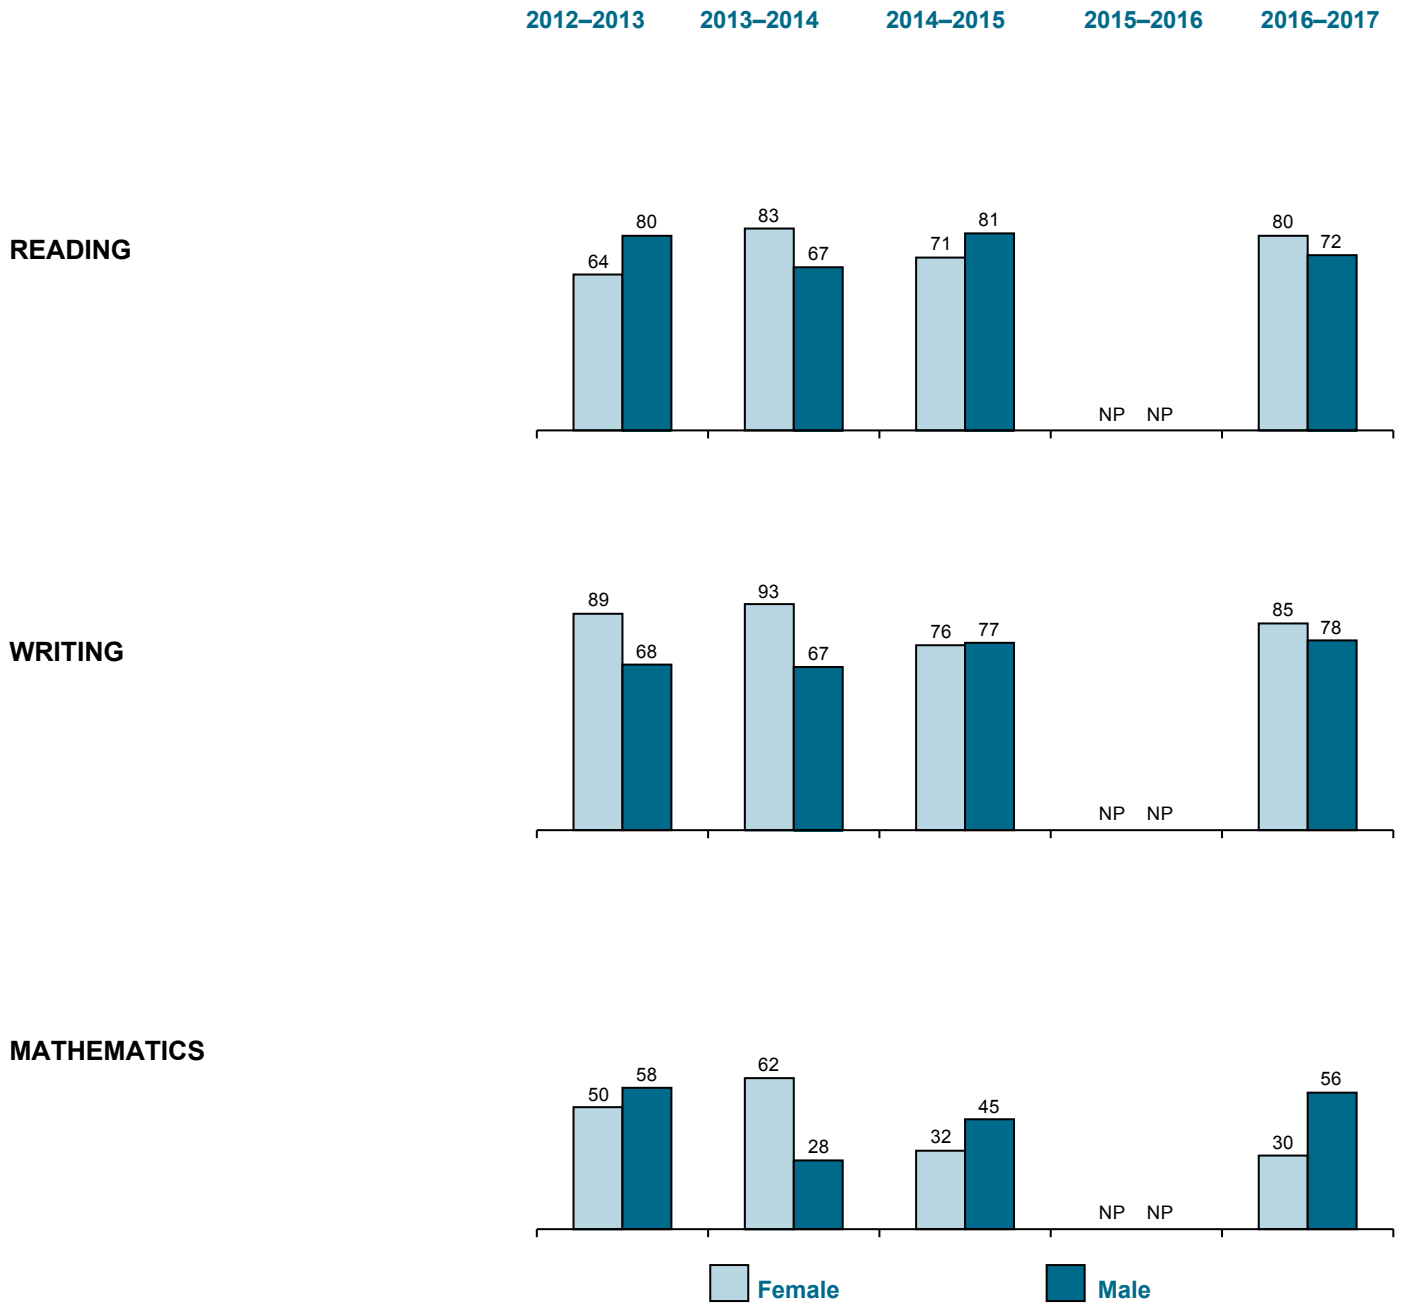 2012–2013 2013–2014 2014–2015 2015–2016 2016–2017
READING
64 80 83 67 71 81 NP NP 80 72
WRITING
89 68 93 67 76 77 NP NP 85 78
MATHEMATICS
50 58 62 28 32 45 NP NP 30 56
Female Male